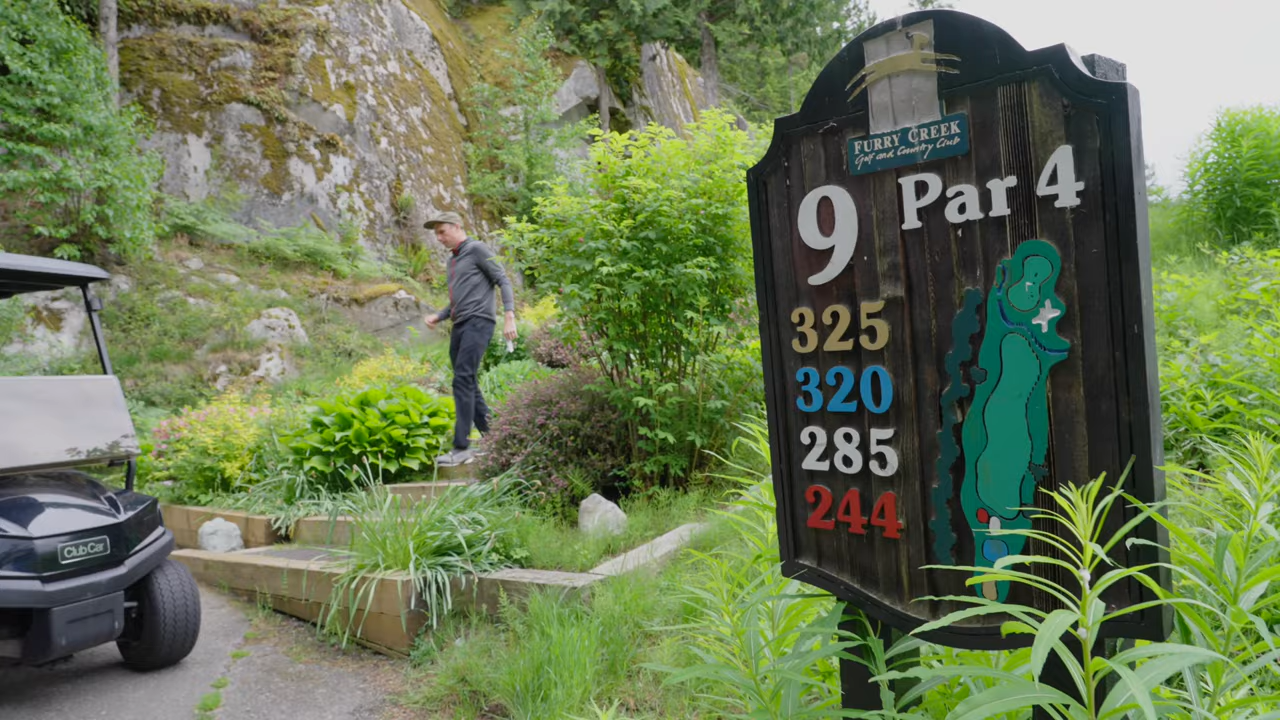 FURRY CREEK
Golf and Country Club
9 Par 4
325
320
285
244
Club Car